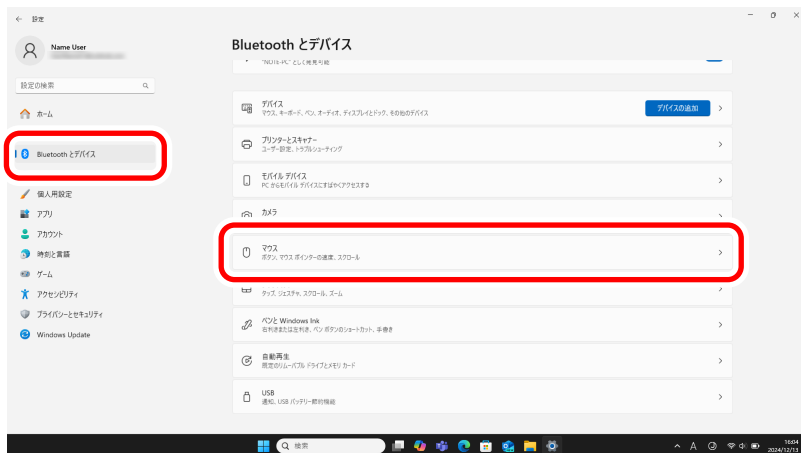 設定
Name User
Bluetooth とデバイス
"NOTE-PC" として発見可能
設定の検索
ホーム
Bluetooth とデバイス
個人用設定
アプリ
アカウント
時刻と言語
ゲーム
アクセシビリティ
プライバシーとセキュリティ
Windows Update
デバイス
マウス、キーボード、ペン、オーディオ、ディスプレイとドック、その他のデバイス
デバイスの追加
プリンターとスキャナー
ユーザー設定、トラブルシューティング
モバイル デバイス
PC からモバイル デバイスにすばやくアクセスする
カメラ
マウス
ボタン、マウス ポインターの速度、スクロール
タップ、ジェスチャ、スクロール、ズーム
ペンと Windows Ink
右利きまたは左利き、ペン ボタンのショートカット、手書き
自動再生
既定のリムーバブル ドライブとメモリ カード
USB
通知、USB バッテリー節約機能
検索
A
16:04
2024/12/13